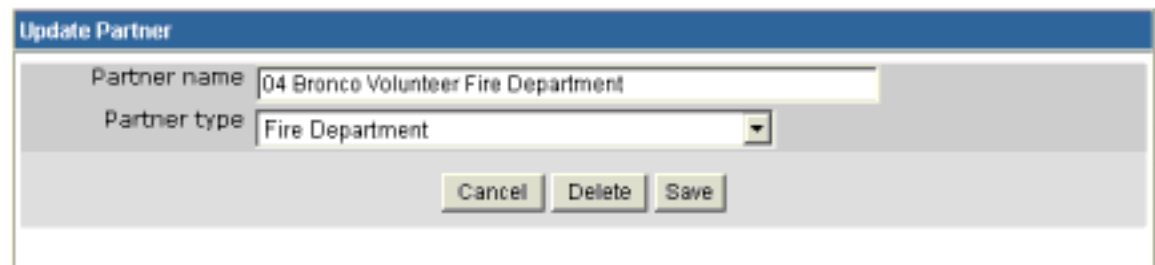 Update Partner
Partner name 04 Bronco Volunteer Fire Department
Partner type Fire Department
Cancel Delete Save